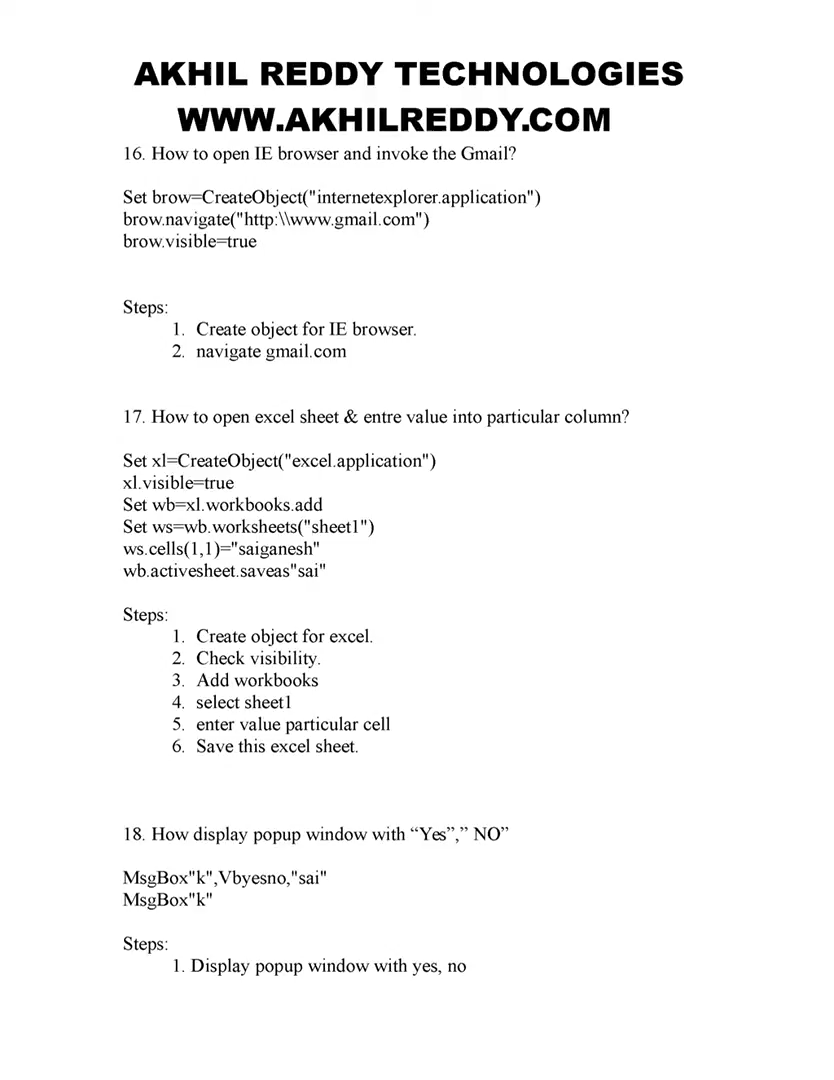 AKHIL REDDY TECHNOLOGIES
WWW.AKHILREDDY.COM
16. How to open IE browser and invoke the Gmail?
Set brow=CreateObject("internetexplorer.application")
brow.navigate("http:\\www.gmail.com")
brow.visible=true
Steps:
1. Create object for IE browser.
2. navigate gmail.com
17. How to open excel sheet & entre value into particular column?
Set xl=CreateObject("excel.application")
xl.visible=true
Set wb=xl.workbooks.add
Set ws=wb.worksheets("sheet1")
ws.cells(1,1)="saiganesh"
wb.activesheet.saveas"sai"
Steps:
1. Create object for excel.
2. Check visibility.
3. Add workbooks
4. select sheet1
5. enter value particular cell
6. Save this excel sheet.
18. How display popup window with “Yes”,” NO”
MsgBox"k",Vbyesno,"sai"
MsgBox"k"
Steps:
1. Display popup window with yes, no